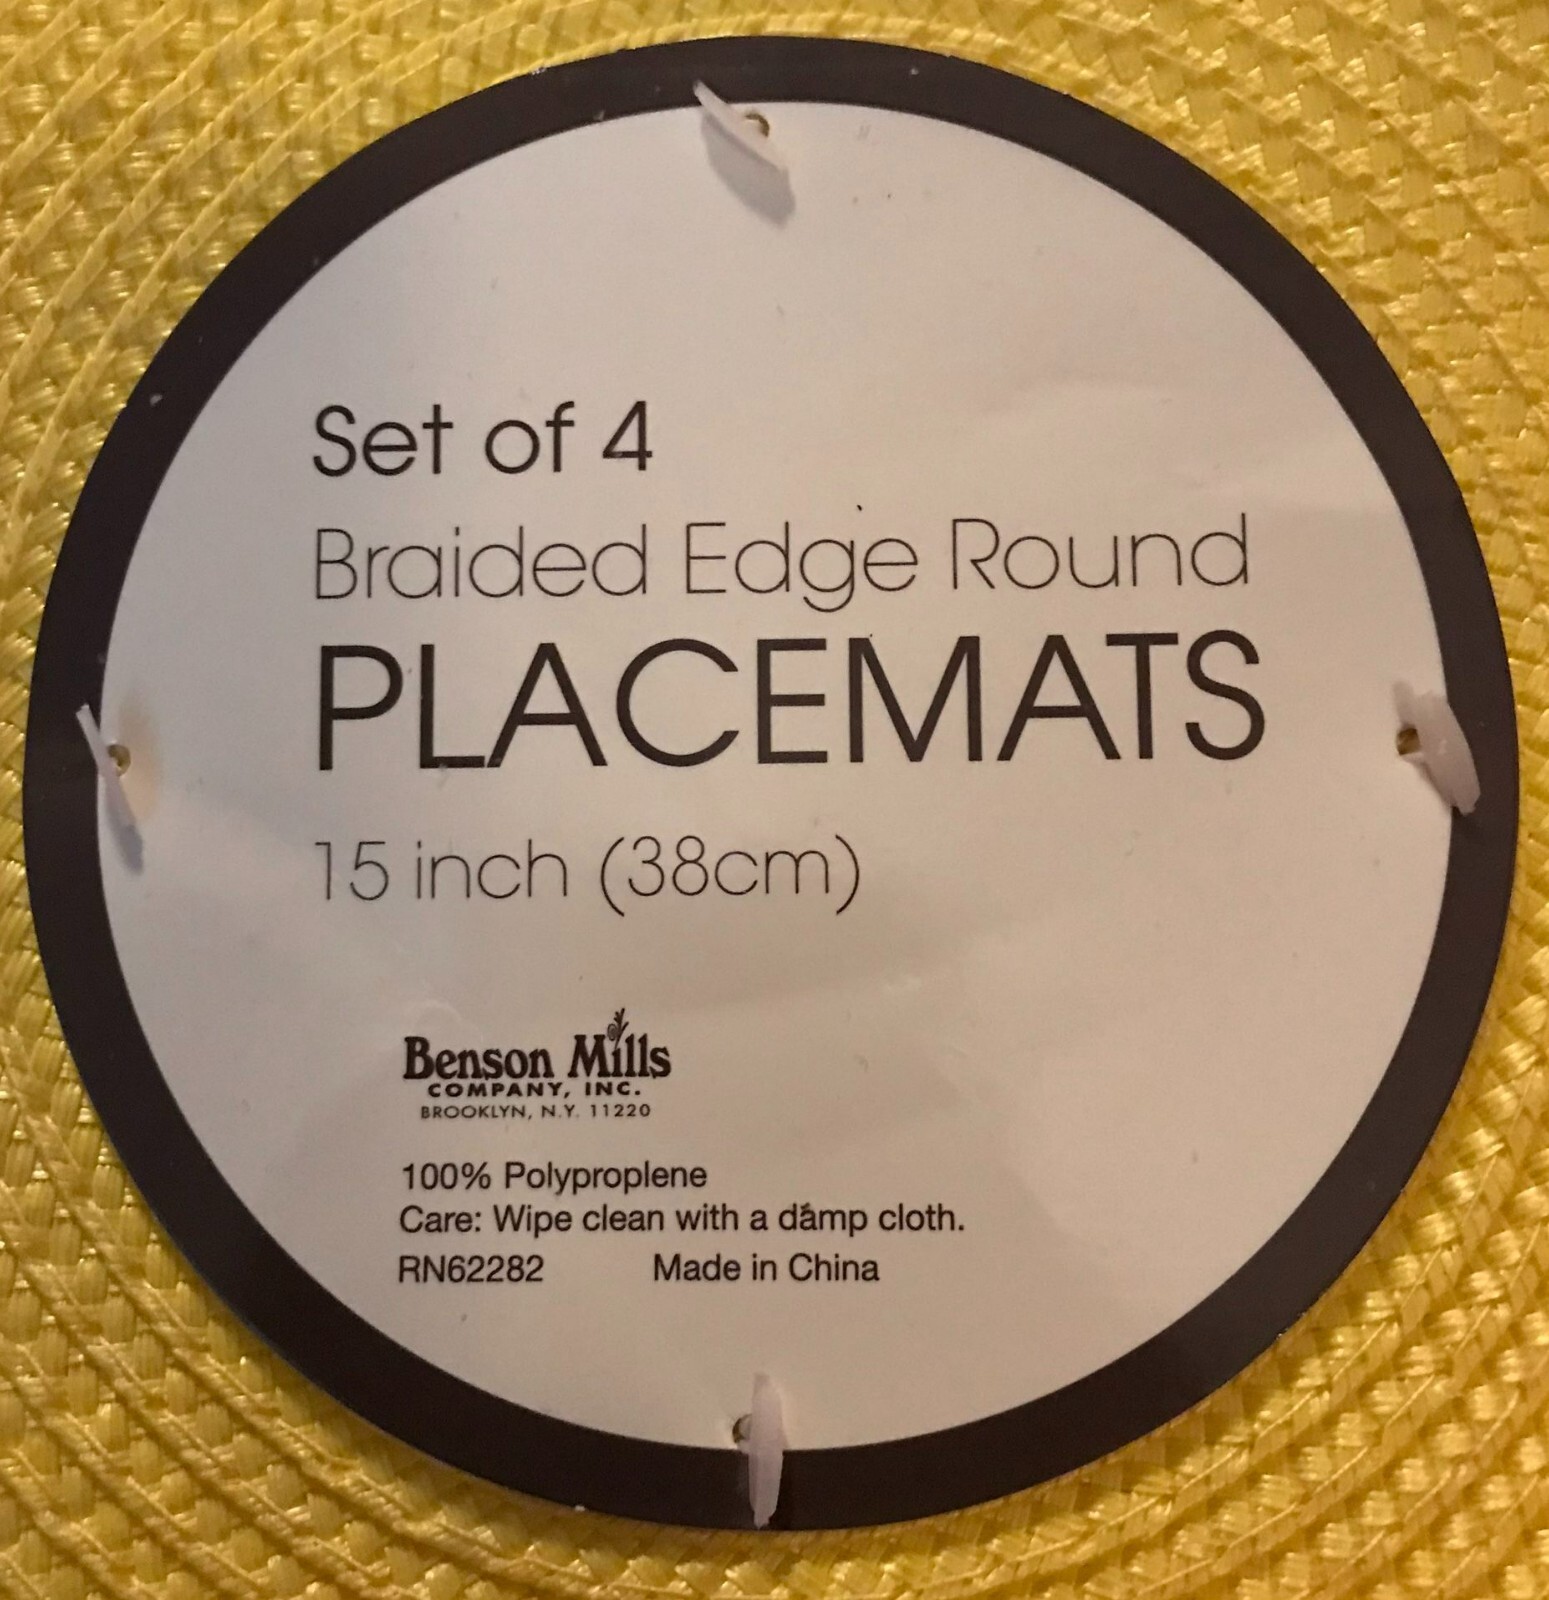 Set of 4
Braided Edge Round
PLACEMATS
15 inch (38cm)
Benson Mills
COMPANY, INC.
BROOKLYN, N.Y. 11220
100% Polyproplene
Care: Wipe clean with a damp cloth.
RN62282 Made in China